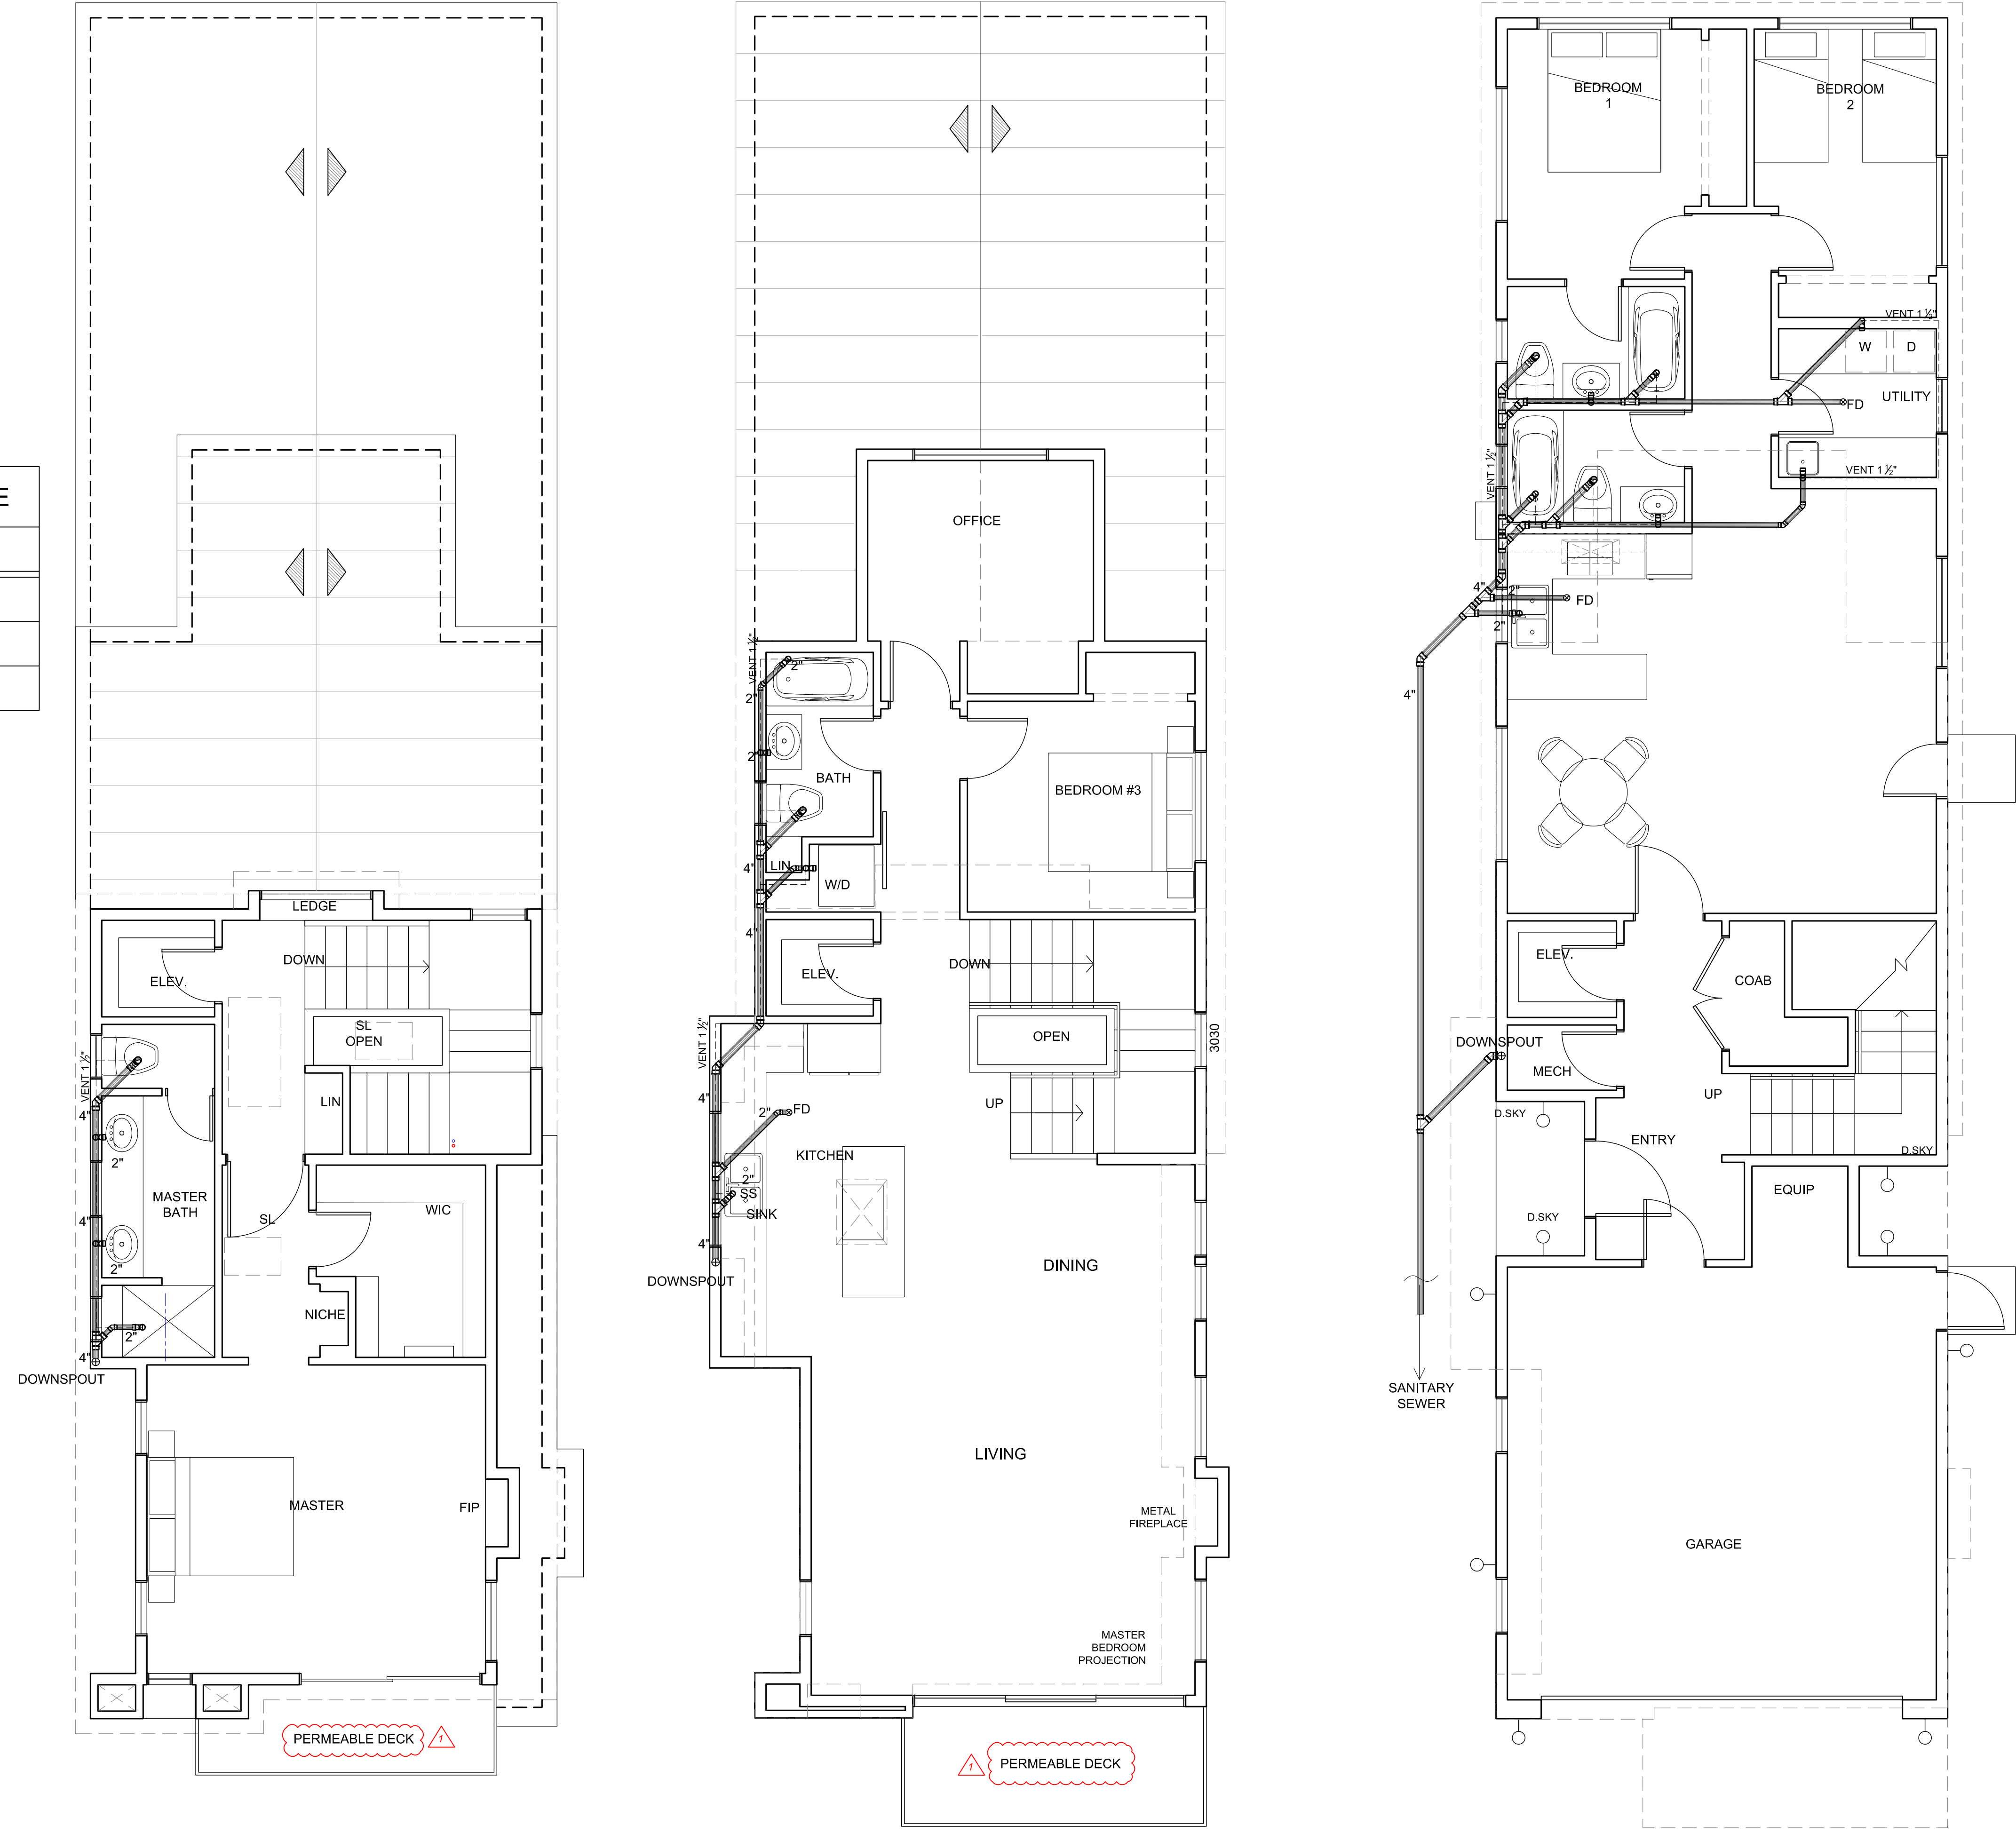 E
LEDGE
DOWN
ELEV.
SL
OPEN
VENT 1 ½"
4"
LIN
2"
MASTER
BATH
SL
WIC
4"
2"
NICHE
2"
4"
DOWNSPOUT
MASTER
FIP
PERMEABLE DECK
1
OFFICE
VENT 1 ½"
2"
2"
2"
BATH
BEDROOM #3
4"
LIN
W/D
4"
DOWN
ELEV.
VENT 1 ½"
OPEN
3030
4"
2"
FD
UP
KITCHEN
2"
SS
SINK
4"
DINING
DOWNSPOUT
LIVING
METAL
FIREPLACE
MASTER
BEDROOM
PROJECTION
1
PERMEABLE DECK
BEDROOM
1
BEDROOM
2
VENT 1 ½"
W
D
UTILITY
FD
VENT 1 ½"
VENT 1 ½"
4"
2"
FD
2"
4"
ELEV.
COAB
DOWNSPOUT
MECH
UP
D.SKY
ENTRY
D.SKY
EQUIP
D.SKY
SANITARY
SEWER
GARAGE